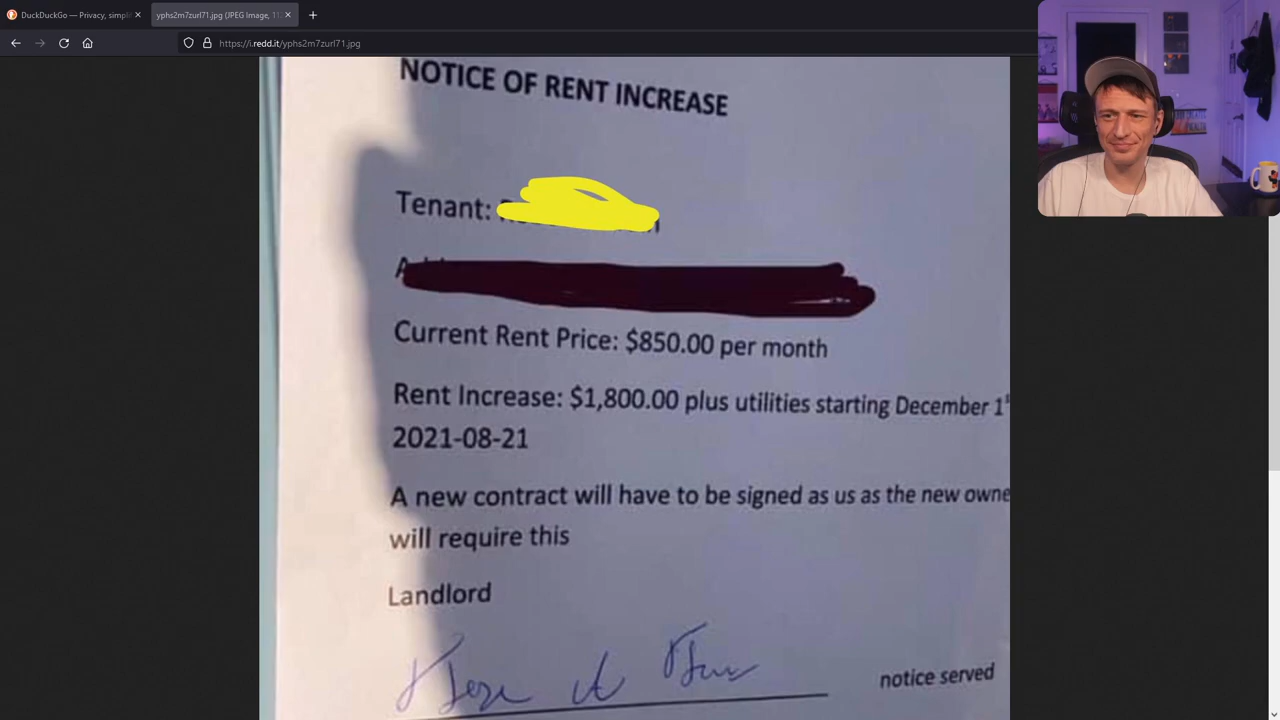 DuckDuckGo — Privacy, simpli
yphs2m7zurl71.jpg (JPEG Image, 11
https://i.redd.it/yphs2m7zurl71.jpg
NOTICE OF RENT INCREASE
Tenant:
Current Rent Price: $850.00 per month
Rent Increase: $1,800.00 plus utilities starting December 1
2021-08-21
A new contract will have to be signed as us as the new owne
will require this
Landlord
notice served